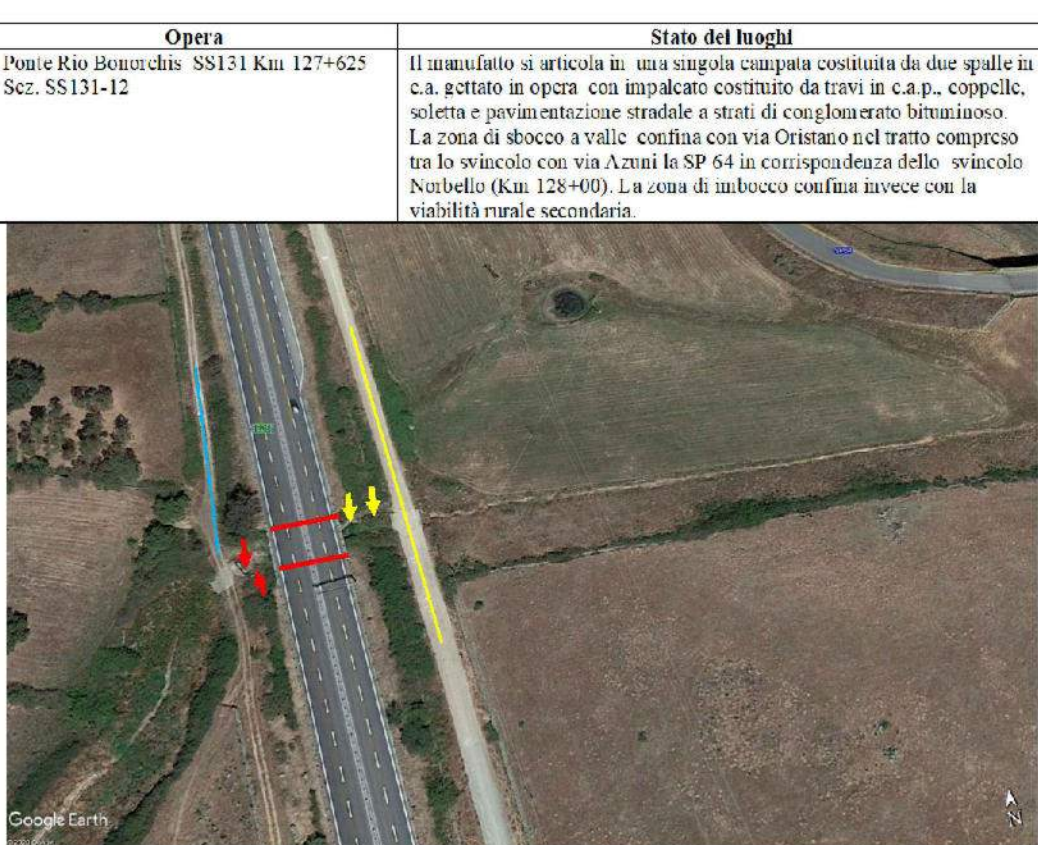 Opera
Stato dei luoghi
Ponte Rio Bonorchis SS131 Km 127+625
Sez. SS131-12
Il manufatto si articola in una singola campata costituita da due spalle in
c.a. gettato in opera con impalcato costituito da travi in c.a.p., coppelle,
soletta e pavimentazione stradale a strati di conglomerato bituminoso.
La zona di sbocco a valle confina con via Oristano nel tratto compreso
tra lo svincolo con via Azuni la SP 64 in corrispondenza dello svincolo
Norbello (Km 128+00). La zona di imbocco confina invece con la
viabilità rurale secondaria.
Google Earth
N